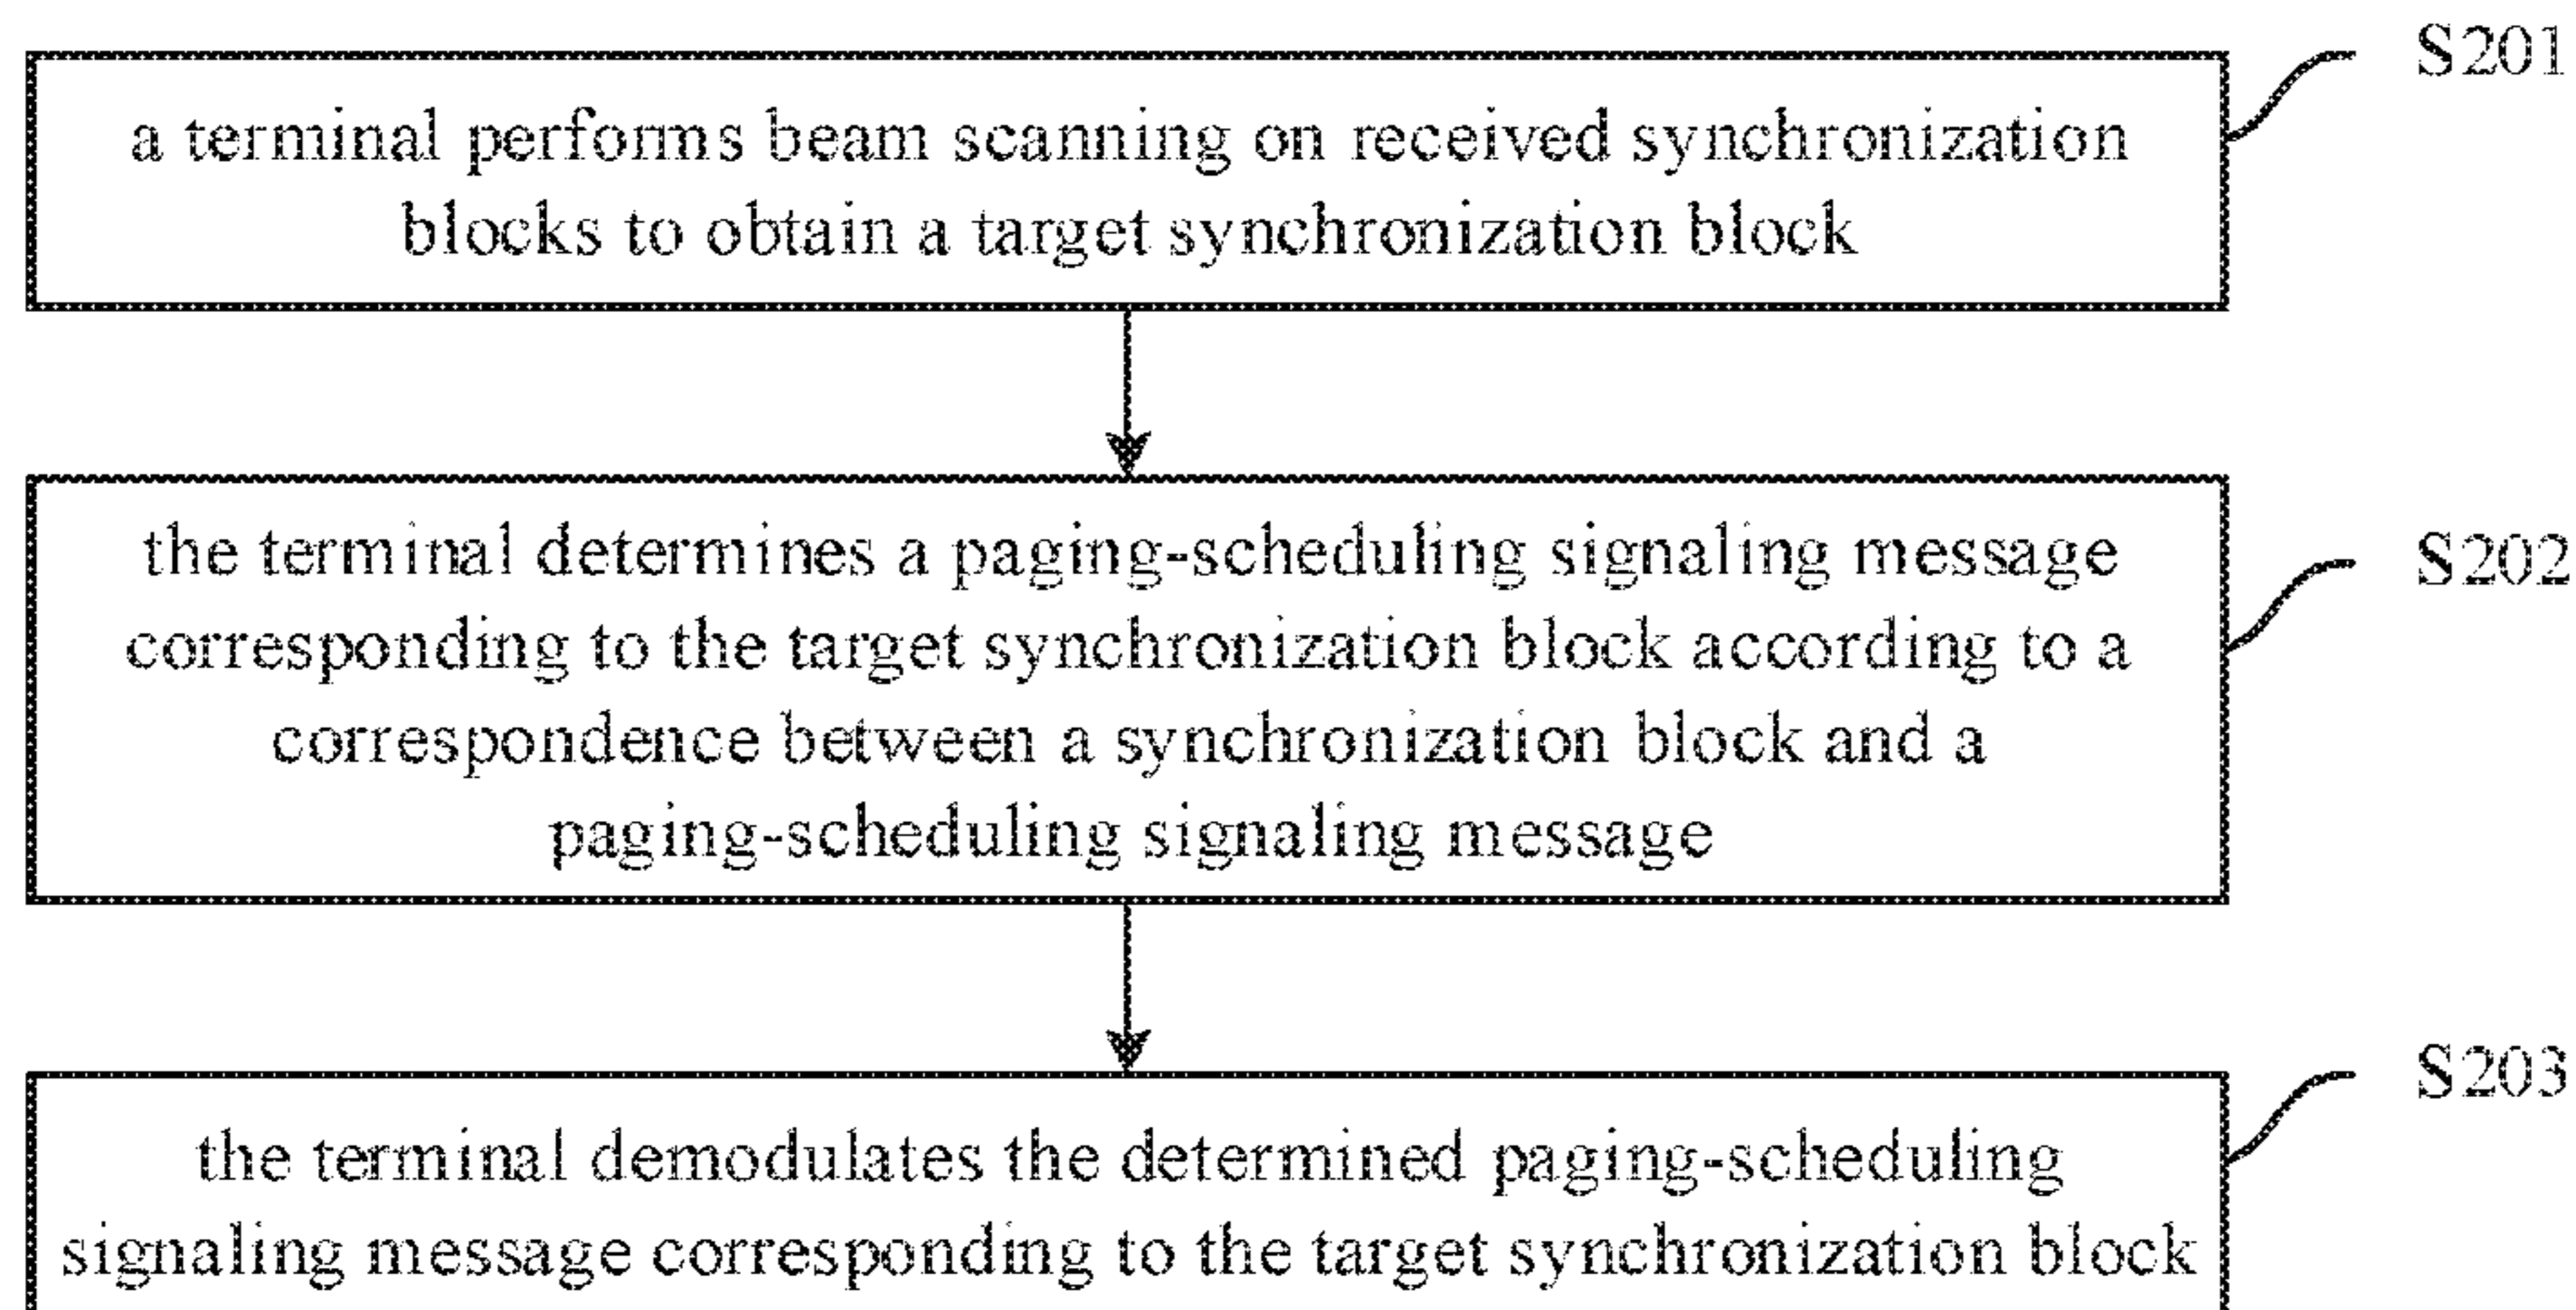 S201
a terminal performs beam scanning on received synchronization
blocks to obtain a target synchronization block
S202
the terminal determines a paging-scheduling signaling message
corresponding to the target synchronization block according to a
correspondence between a synchronization block and a
paging-scheduling signaling message
S203
the terminal demodulates the determined paging-scheduling
signaling message corresponding to the target synchronization block